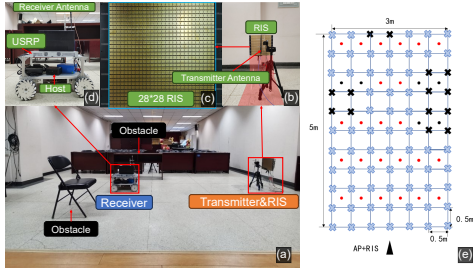 Receiver Antenna
USRP
Host
(d)
28*28 RIS
(c)
RIS
Transmitter Antenna
(b)
Obstacle
Receiver
Transmitter&RIS
Obstacle
(a)
3m
5m
0.5m
0.5m
AP+RIS
(e)